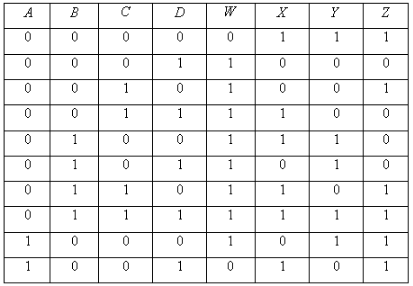 A B C D W X Y Z
0 0 0 0 0 1 1 1
0 0 0 1 1 0 0 0
0 0 1 0 1 0 0 1
0 0 1 1 1 1 0 0
0 1 0 0 1 1 1 0
0 1 0 1 1 0 1 0
0 1 1 0 1 1 0 1
0 1 1 1 1 1 1 1
1 0 0 0 1 0 1 1
1 0 0 1 0 1 0 1